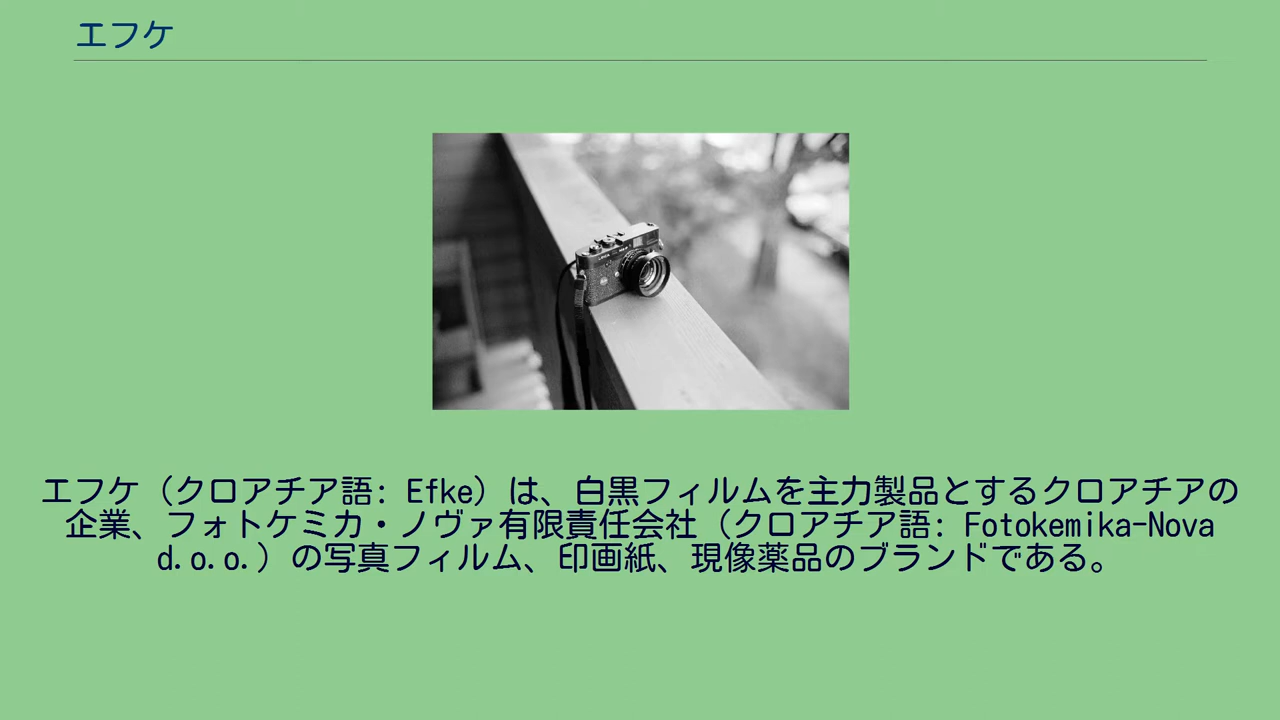 エフケ
エフケ（クロアチア語: Efke）は、白黒フィルムを主力製品とするクロアチアの
企業、フォトケミカ・ノヴァ有限責任会社（クロアチア語: Fotokemika-Nova
d.o.o.）の写真フィルム、印画紙、現像薬品のブランドである。